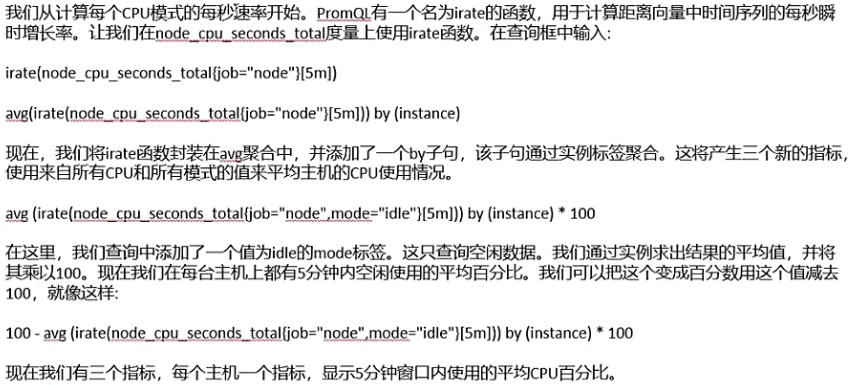 我们从计算每个CPU模式的每秒速率开始。PromQL有一个名为irate的函数，用于计算距离向量中时间序列的每秒瞬
时增长率。让我们在node_cpu_seconds_total度量上使用irate函数。在查询框中输入:
irate(node_cpu_seconds_total{job="node"}[5m])
avg(irate(node_cpu_seconds_total{job="node"}[5m])) by (instance)
现在，我们将irate函数封装在avg聚合中，并添加了一个by子句，该子句通过实例标签聚合。这将产生三个新的指标，
使用来自所有CPU和所有模式的值来平均主机的CPU使用情况。
avg (irate(node_cpu_seconds_total{job="node",mode="idle"}[5m])) by (instance) * 100
在这里，我们查询中添加了一个值为idle的mode标签。这只查询空闲数据。我们通过实例求出结果的平均值，并将
其乘以100。现在我们在每台主机上都有5分钟内空闲使用的平均百分比。我们可以把这个变成百分数用这个值减去
100，就像这样:
100 - avg (irate(node_cpu_seconds_total{job="node",mode="idle"}[5m])) by (instance) * 100
现在我们有三个指标，每个主机一个指标，显示5分钟窗口内使用的平均CPU百分比。